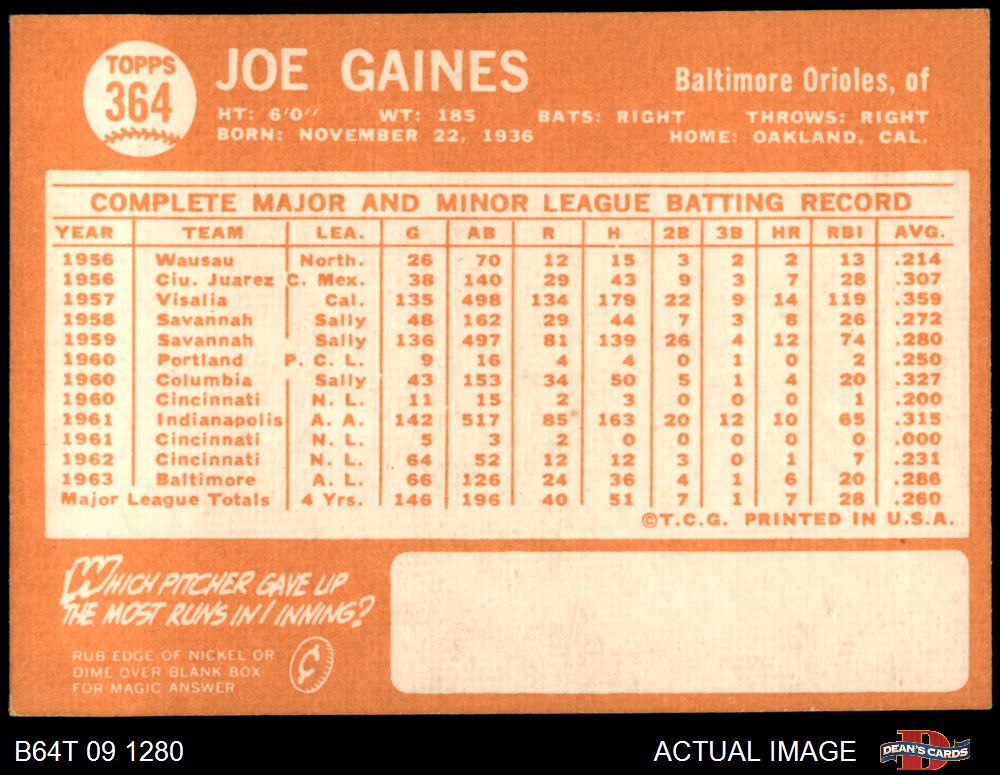 TOPPS
364
JOE GAINES
Baltimore Orioles, of
HT: 6'0" WT: 185 BATS: RIGHT THROWS: RIGHT
BORN: NOVEMBER 22, 1936 HOME: OAKLAND, CAL.
COMPLETE MAJOR AND MINOR LEAGUE BATTING RECORD
YEAR TEAM LEA. G AB R H 2B 3B HR RBI AVG.
1956 Wausau North. 26 70 12 15 3 2 2 13 .214
1956 Ciu. Juarez C. Mex. 38 140 29 43 9 3 7 28 .307
1957 Visalia Cal. 135 498 134 179 22 9 14 119 .359
1958 Savannah Sally 48 162 29 44 7 3 8 26 .272
1959 Savannah Sally 136 497 81 139 26 4 12 74 .280
1960 Portland P. C. L. 9 16 4 4 0 1 0 2 .250
1960 Columbia Sally 43 153 34 50 5 1 4 20 .327
1960 Cincinnati N. L. 11 15 2 3 0 0 0 1 .200
1961 Indianapolis A. A. 142 517 85 163 20 12 10 65 .315
1961 Cincinnati N. L. 5 3 2 0 0 0 0 0 .000
1962 Cincinnati N. L. 64 52 12 12 3 0 1 7 .231
1963 Baltimore A. L. 66 126 24 36 4 1 6 20 .286
Major League Totals 4 Yrs. 146 196 40 51 7 1 7 28 .260
©T.C.G. PRINTED IN U.S.A.
WHICH PITCHER GAVE UP
THE MOST RUNS IN 1 INNING?
RUB EDGE OF NICKEL OR
DIME OVER BLANK BOX
FOR MAGIC ANSWER
¢
B64T 09 1280
ACTUAL IMAGE
D
DEAN'S CARDS